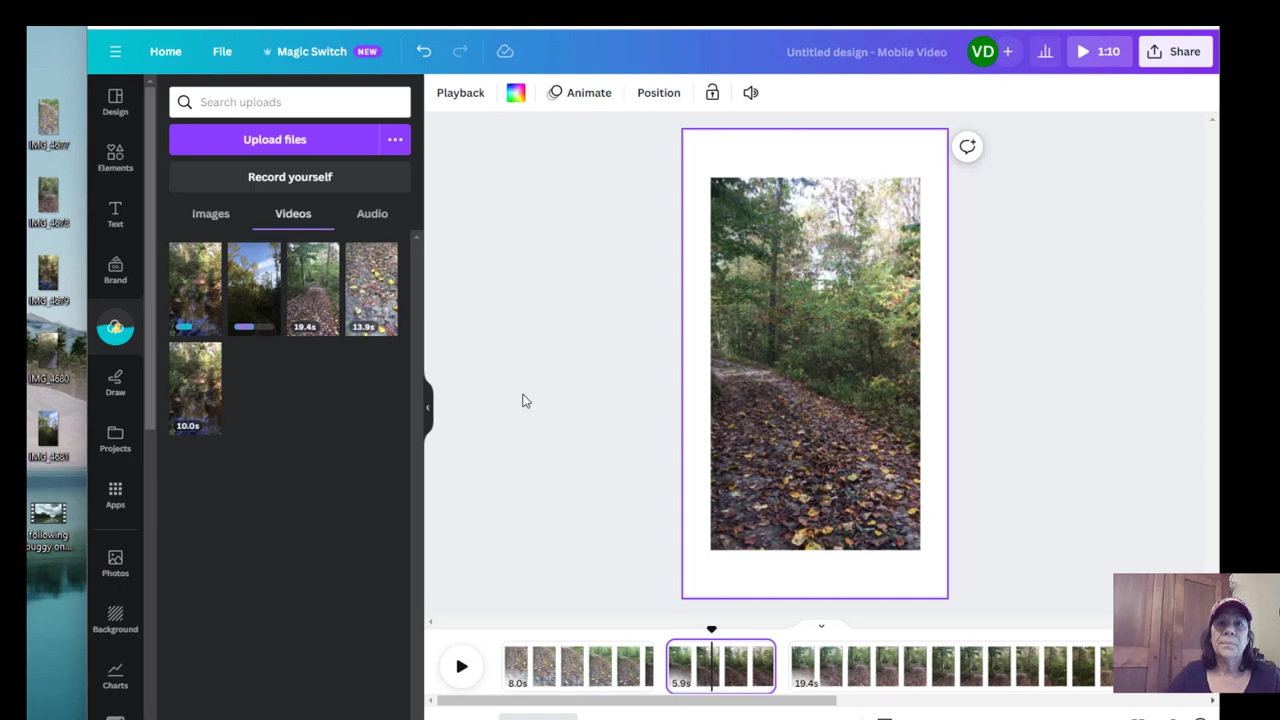 Home File Magic Switch NEW Untitled design - Mobile Video VD + 1:10 Share
Playback Animate Position
Search uploads
Upload files
Record yourself
Images Videos Audio
19.4s 13.9s
10.0s
Design
Elements
Text
Brand
Draw
Projects
Apps
Photos
Background
Charts
IMG_4677
IMG_4678
IMG_4679
IMG_4680
IMG_4681
following
buggy on...
8.0s 5.9s 19.4s